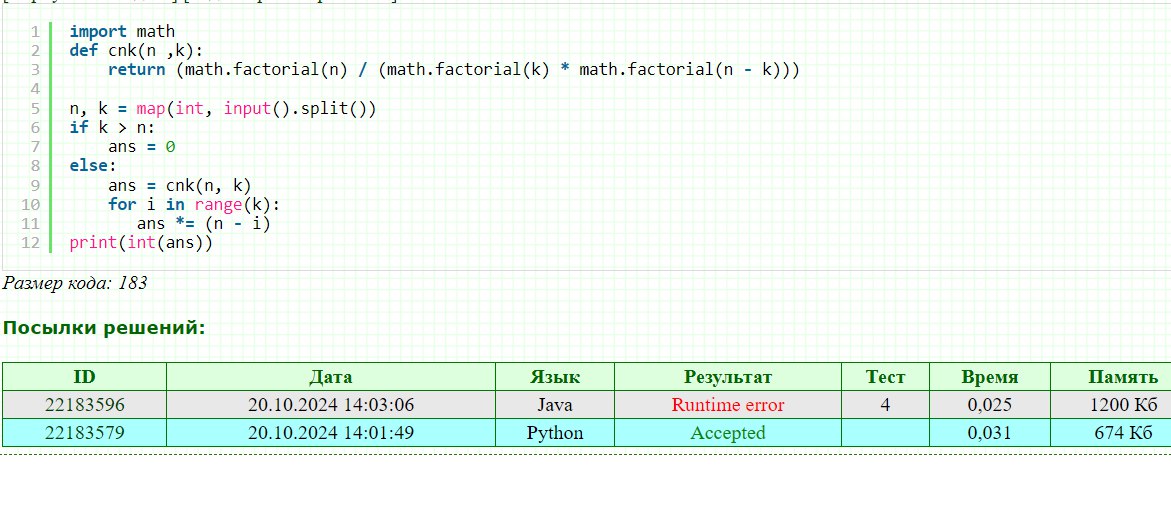 1 import math
2 def cnk(n ,k):
3     return (math.factorial(n) / (math.factorial(k) * math.factorial(n - k)))
4
5 n, k = map(int, input().split())
6 if k > n:
7     ans = 0
8 else:
9     ans = cnk(n, k)
10     for i in range(k):
11        ans *= (n - i)
12 print(int(ans))
Размер кода: 183
Посылки решений:
ID Дата Язык Результат Тест Время Память
22183596 20.10.2024 14:03:06 Java Runtime error 4 0,025 1200 Кб
22183579 20.10.2024 14:01:49 Python Accepted 0,031 674 Кб